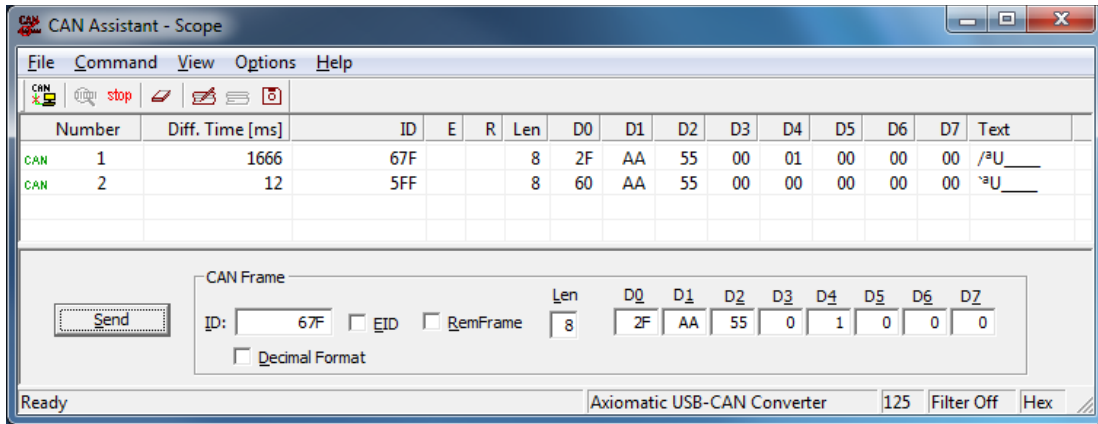 CAN Assistant - Scope
File Command View Options Help
CAN stop
Number Diff. Time [ms] ID E R Len D0 D1 D2 D3 D4 D5 D6 D7 Text
CAN 1 1666 67F 8 2F AA 55 00 01 00 00 00 /ªU____
CAN 2 12 5FF 8 60 AA 55 00 00 00 00 00 `ªU____
CAN Frame
Len D0 D1 D2 D3 D4 D5 D6 D7
Send ID: 67F EID RemFrame 8 2F AA 55 0 1 0 0 0
Decimal Format
Ready Axiomatic USB-CAN Converter 125 Filter Off Hex